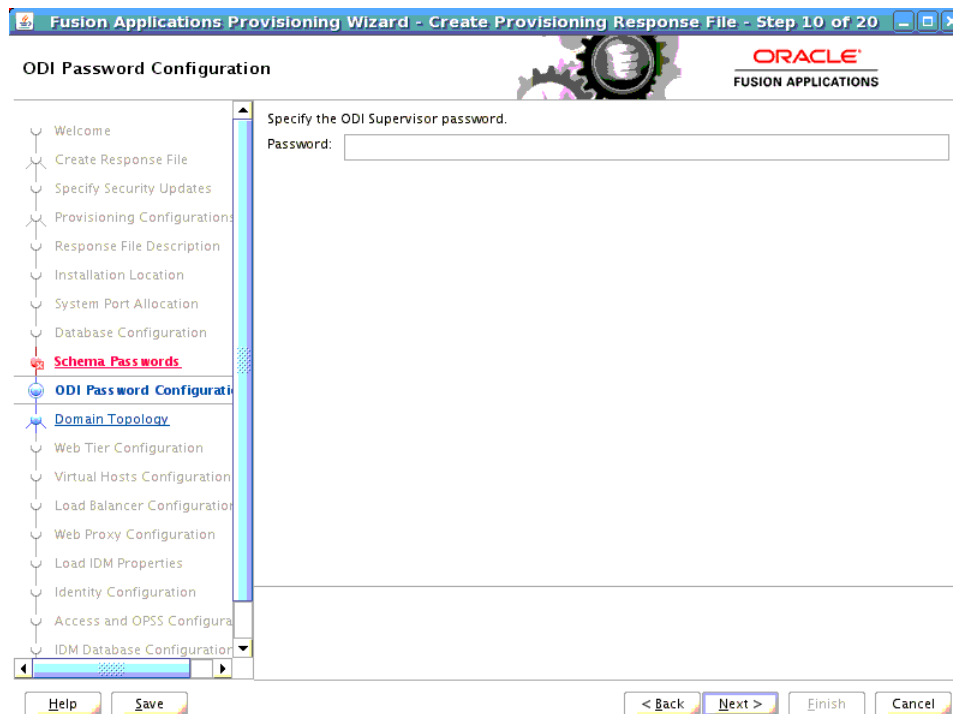 Fusion Applications Provisioning Wizard - Create Provisioning Response File - Step 10 of 20
ODI Password Configuration
ORACLE
FUSION APPLICATIONS
Welcome
Create Response File
Specify Security Updates
Provisioning Configurations
Response File Description
Installation Location
System Port Allocation
Database Configuration
Schema Passwords
ODI Password Configurati
Domain Topology
Web Tier Configuration
Virtual Hosts Configuration
Load Balancer Configuration
Web Proxy Configuration
Load IDM Properties
Identity Configuration
Access and OPSS Configura
IDM Database Configuration
Specify the ODI Supervisor password.
Password:
Help
Save
< Back
Next >
Finish
Cancel